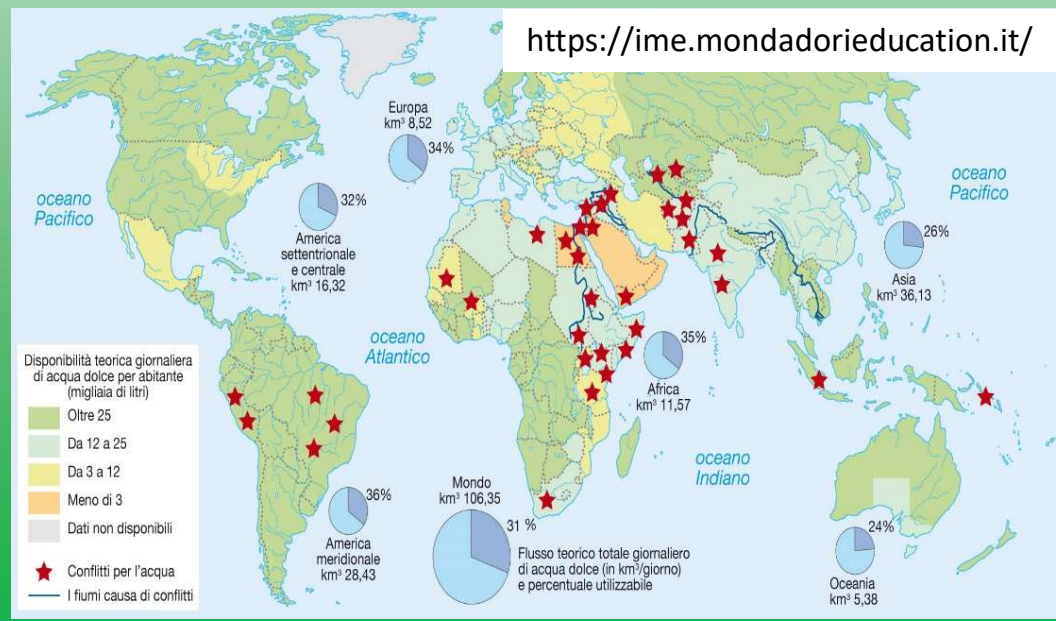 https://ime.mondadorieducation.it/
Europa
km³ 8,52
34%
oceano
Pacifico
32%
America
settentrionale
e centrale
km³ 16,32
oceano
Pacifico
26%
Asia
km³ 36,13
oceano
Atlantico
35%
Africa
km³ 11,57
Disponibilità teorica giornaliera
di acqua dolce per abitante
(migliaia di litri)
Oltre 25
Da 12 a 25
Da 3 a 12
Meno di 3
Dati non disponibili
Conflitti per l'acqua
I fiumi causa di conflitti
36%
America
meridionale
km³ 28,43
Mondo
km³ 106,35
31 %
Flusso teorico totale giornaliero
di acqua dolce (in km³/giorno)
e percentuale utilizzabile
oceano
Indiano
24%
Oceania
km³ 5,38